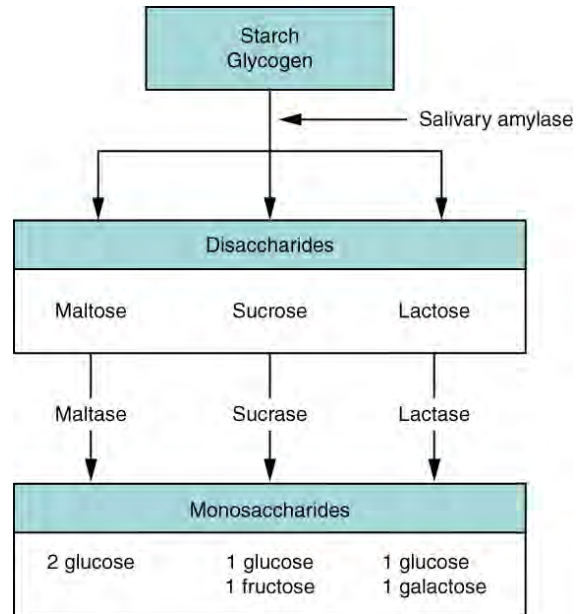 Starch
Glycogen
Salivary amylase
Disaccharides
Maltose Sucrose Lactose
Maltase Sucrase Lactase
Monosaccharides
2 glucose 1 glucose 1 glucose
1 fructose 1 galactose